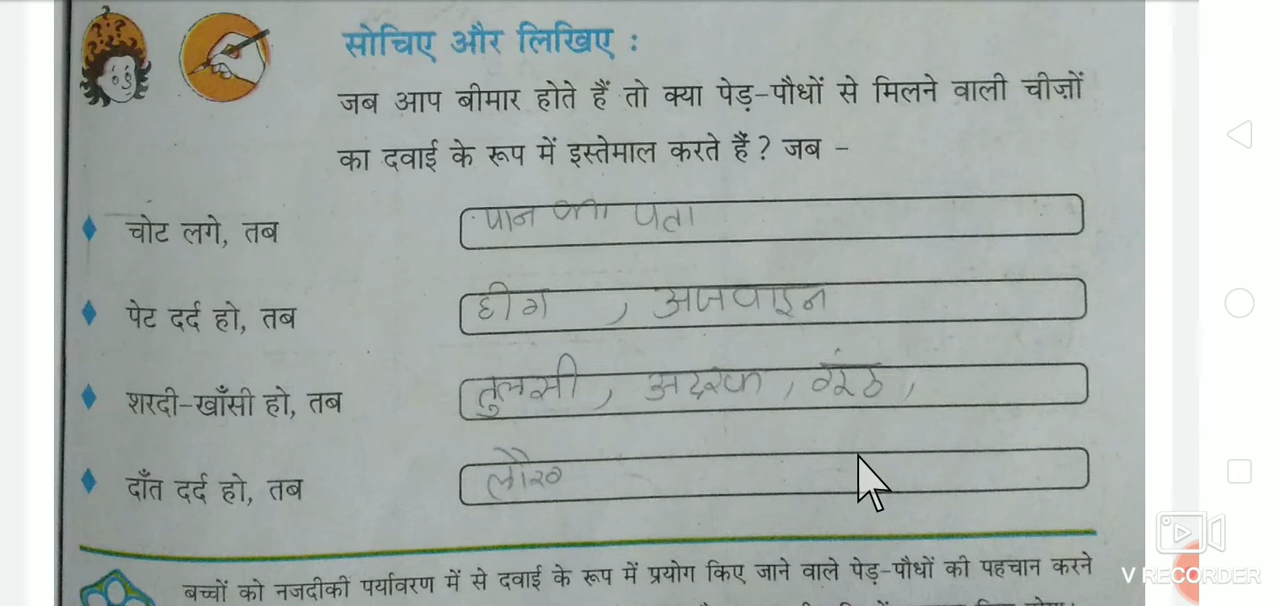 सोचिए और लिखिए :
जब आप बीमार होते हैं तो क्या पेड़-पौधों से मिलने वाली चीज़ों
का दवाई के रूप में इस्तेमाल करते हैं? जब -
चोट लगे, तब पान का पता
पेट दर्द हो, तब हीग , अजवाइन
शरदी-खाँसी हो, तब तुलसी , अदरक ,
दाँत दर्द हो, तब
बच्चों को नजदीकी पर्यावरण में से दवाई के रूप में प्रयोग किए जाने वाले पेड़-पौधों की पहचान करने
V RECORDER